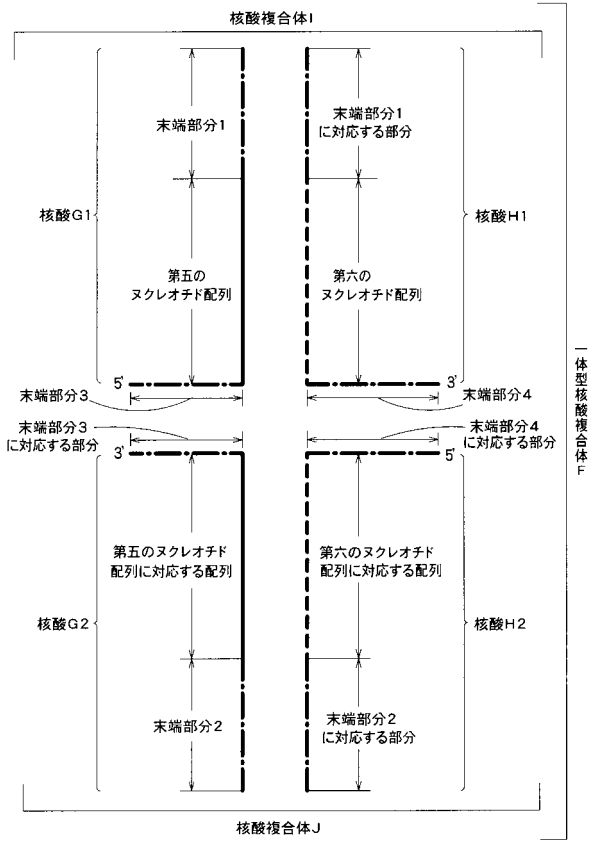 核酸複合体I
末端部分1
末端部分1
に対応する部分
核酸G1
核酸H1
第五の
ヌクレオチド配列
第六の
ヌクレオチド配列
5'
3'
末端部分3
末端部分4
末端部分3
に対応する部分
末端部分4
に対応する部分
3'
5'
一体型核酸複合体F
第五のヌクレオチド
配列に対応する配列
第六のヌクレオチド
配列に対応する配列
核酸G2
核酸H2
末端部分2
末端部分2
に対応する部分
核酸複合体J